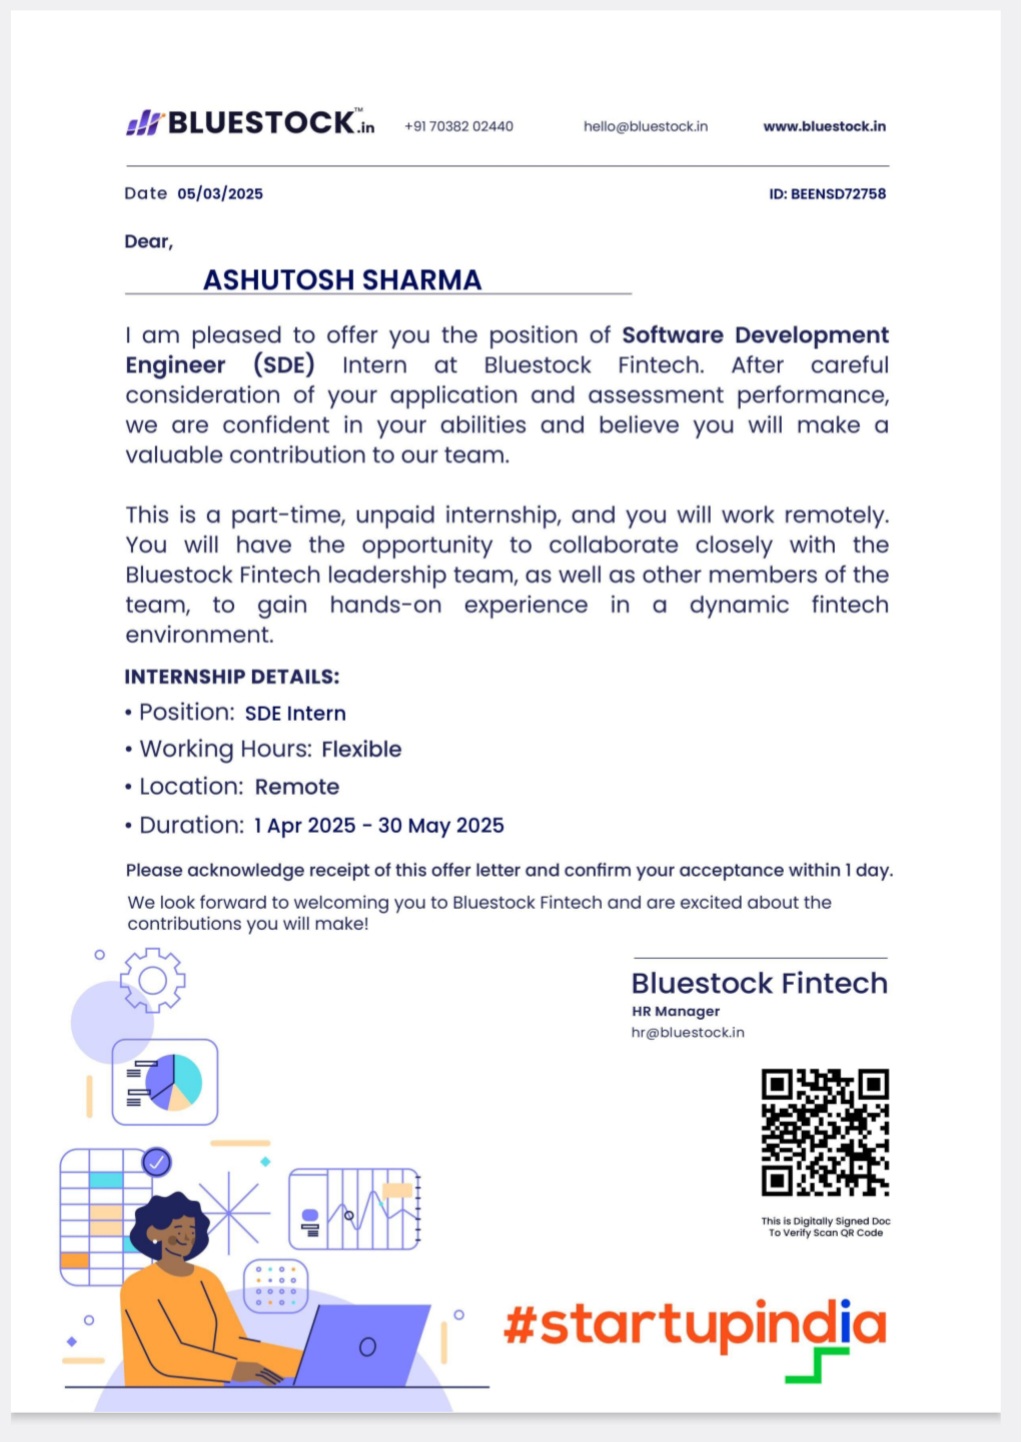 BLUESTOCK.in™ +91 70382 02440 hello@bluestock.in www.bluestock.in
Date 05/03/2025 ID: BEENSD72758
Dear,
ASHUTOSH SHARMA
I am pleased to offer you the position of Software Development
Engineer (SDE) Intern at Bluestock Fintech. After careful
consideration of your application and assessment performance,
we are confident in your abilities and believe you will make a
valuable contribution to our team.
This is a part-time, unpaid internship, and you will work remotely.
You will have the opportunity to collaborate closely with the
Bluestock Fintech leadership team, as well as other members of the
team, to gain hands-on experience in a dynamic fintech
environment.
INTERNSHIP DETAILS:
• Position: SDE Intern
• Working Hours: Flexible
• Location: Remote
• Duration: 1 Apr 2025 - 30 May 2025
Please acknowledge receipt of this offer letter and confirm your acceptance within 1 day.
We look forward to welcoming you to Bluestock Fintech and are excited about the
contributions you will make!
Bluestock Fintech
HR Manager
hr@bluestock.in
This is Digitally Signed Doc
To Verify Scan QR Code
#startupindia